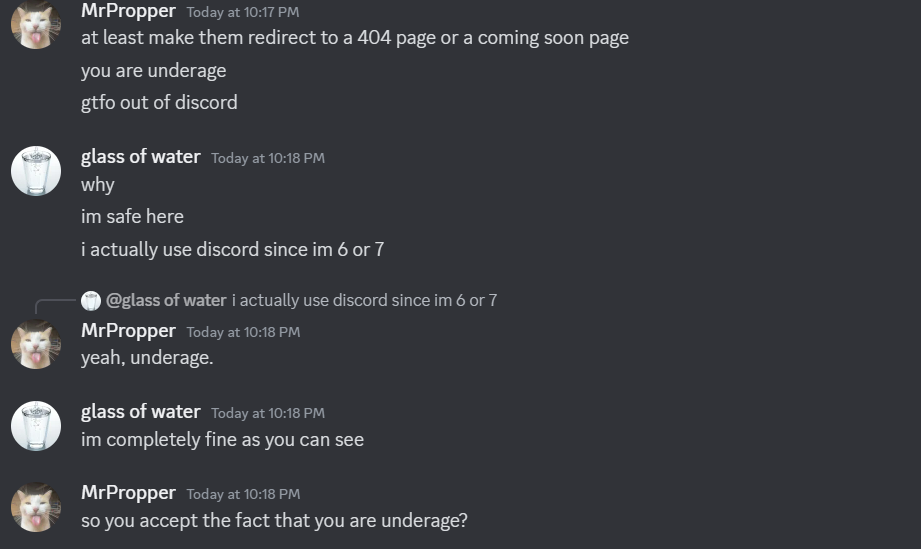 MrPropper Today at 10:17 PM
at least make them redirect to a 404 page or a coming soon page
you are underage
gtfo out of discord
glass of water Today at 10:18 PM
why
im safe here
i actually use discord since im 6 or 7
@glass of water i actually use discord since im 6 or 7
MrPropper Today at 10:18 PM
yeah, underage.
glass of water Today at 10:18 PM
im completely fine as you can see
MrPropper Today at 10:18 PM
so you accept the fact that you are underage?